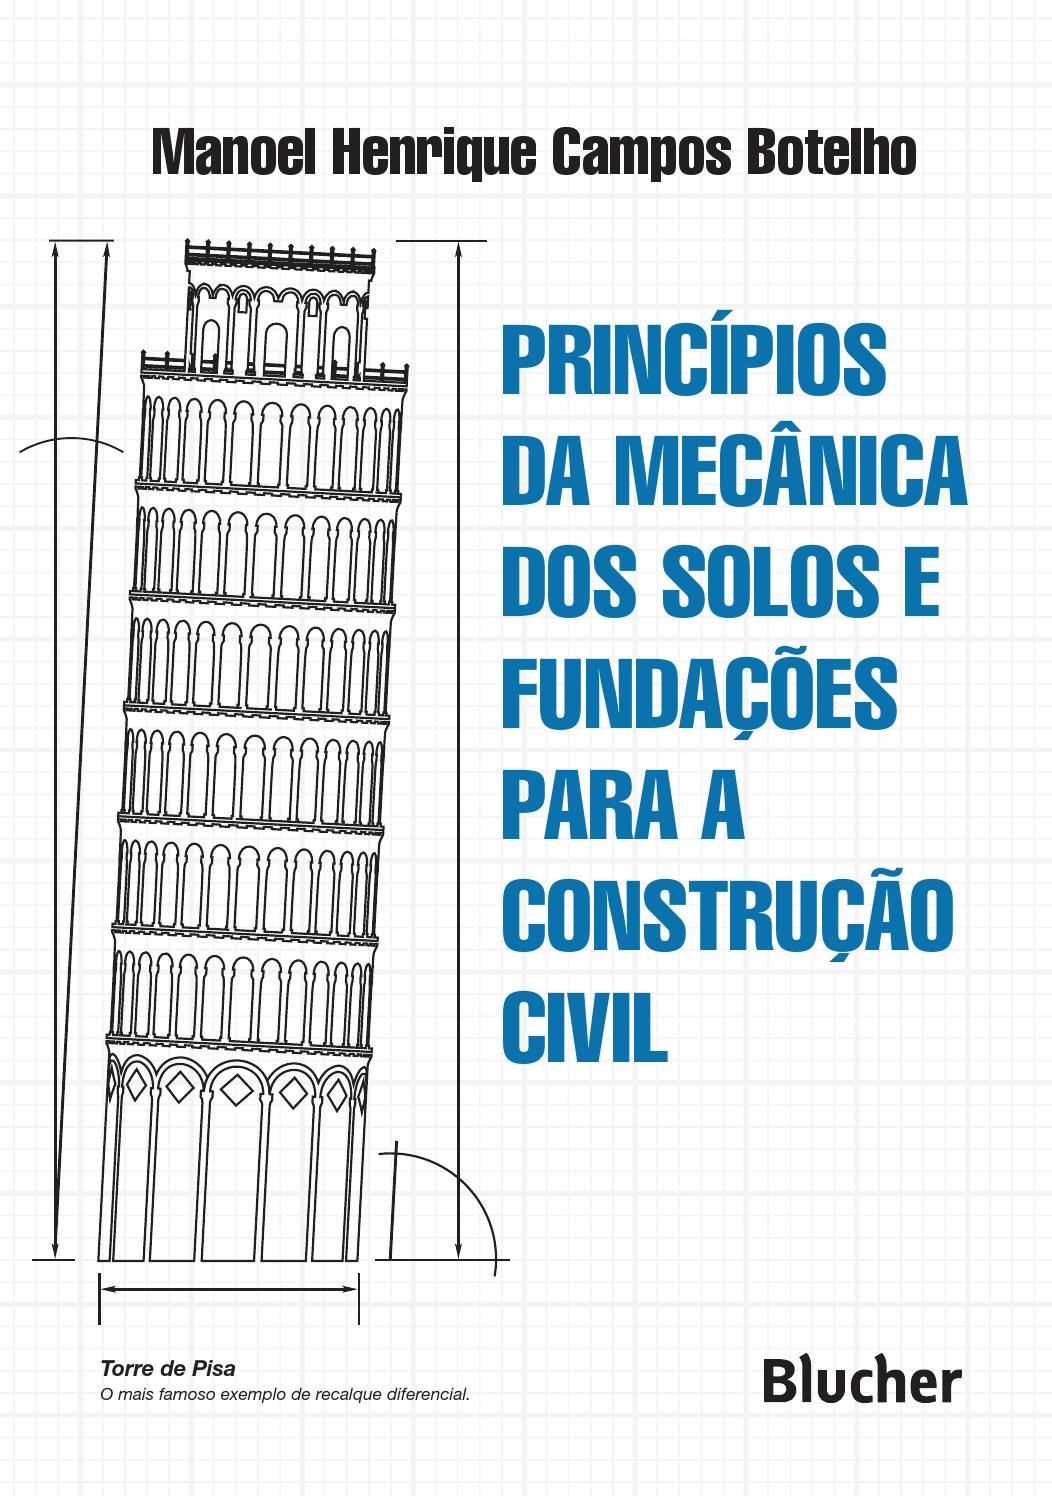 Manoel Henrique Campos Botelho
PRINCÍPIOS
DA MECÂNICA
DOS SOLOS E
FUNDAÇÕES
PARA A
CONSTRUÇÃO
CIVIL
Torre de Pisa
O mais famoso exemplo de recalque diferencial.
Blucher